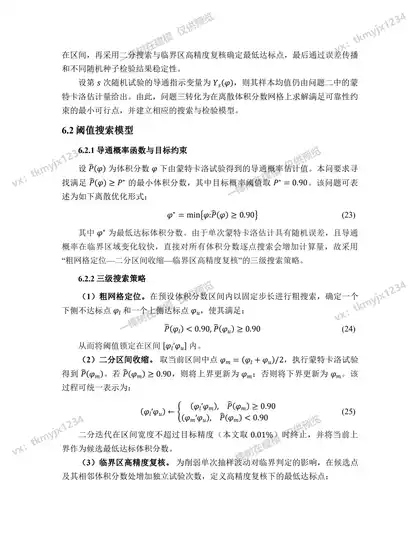 在区间，再采用二分搜索与临界区高精度复核确定最低达标点，最后通过误差传播
和不同随机种子检验结果稳定性。
设第 s 次随机试验的导通指示变量为 Yₛ(φ)，则其样本均值仍由问题二中的蒙
特卡洛估计量给出。由此，问题三转化为在离散体积分数网格上求解满足可靠性约
束的最小可行点，并建立相应的搜索与检验模型。
6.2 阈值搜索模型
6.2.1 导通概率函数与目标约束
设 P̂(φ) 为体积分数 φ 下由蒙特卡洛试验得到的导通概率估计值。本问要求寻
找满足 P̂(φ) ≥ P* 的最小体积分数，其中目标概率阈值取 P* = 0.90。该问题可表
述为如下离散优化形式：
φ* = min{φ:P̂(φ) ≥ 0.90} (23)
其中 φ* 为最低达标体积分数。由于单次蒙特卡洛估计具有随机误差，且导通
概率在临界区域变化较快，直接对所有体积分数逐点搜索会增加计算量，故采用
“粗网格定位—二分区间收缩—临界区高精度复核”的三级搜索策略。
6.2.2 三级搜索策略
（1）粗网格定位。在预设体积分数区间内以固定步长进行粗搜索，确定一个
下侧不达标点 φₗ 和一个上侧达标点 φᵤ，使其满足：
P̂(φₗ) < 0.90, P̂(φᵤ) ≥ 0.90 (24)
从而将阈值锁定在区间 [φₗ,φᵤ] 内。
（2）二分区间收缩。 取当前区间中点 φₘ = (φₗ + φᵤ)/2，执行蒙特卡洛试验
得到 P̂(φₘ)。若 P̂(φₘ) ≥ 0.90，则将上界更新为 φₘ；否则将下界更新为 φₘ。该
过程可统一表示为：
(φₗ,φᵤ) ← { (φₗ,φₘ), P̂(φₘ) ≥ 0.90
(φₘ,φᵤ), P̂(φₘ) < 0.90 (25)
二分迭代在区间宽度不超过目标精度（本文取 0.01%）时终止，并将当前上
界作为候选最低达标体积分数。
（3）临界区高精度复核。 为削弱单次抽样波动对临界判定的影响，在候选点
及其相邻体积分数处增加独立试验次数，定义高精度复核下的最低达标点：
vx: tkmyjx1234